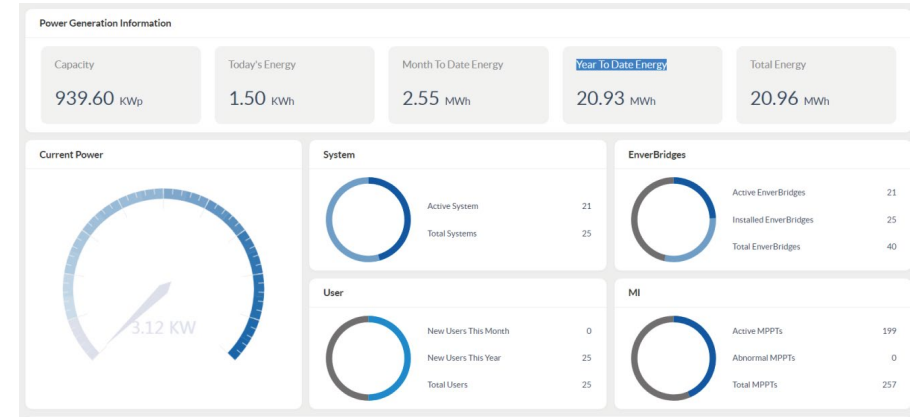 Power Generation Information
Capacity
939.60 KWp
Today's Energy
1.50 KWh
Month To Date Energy
2.55 MWh
Year To Date Energy
20.93 MWh
Total Energy
20.96 MWh
Current Power
3.12 KW
System
Active System 21
Total Systems 25
EnverBridges
Active EnverBridges 21
Installed EnverBridges 25
Total EnverBridges 40
User
New Users This Month 0
New Users This Year 25
Total Users 25
MI
Active MPPTs 199
Abnormal MPPTs 0
Total MPPTs 257